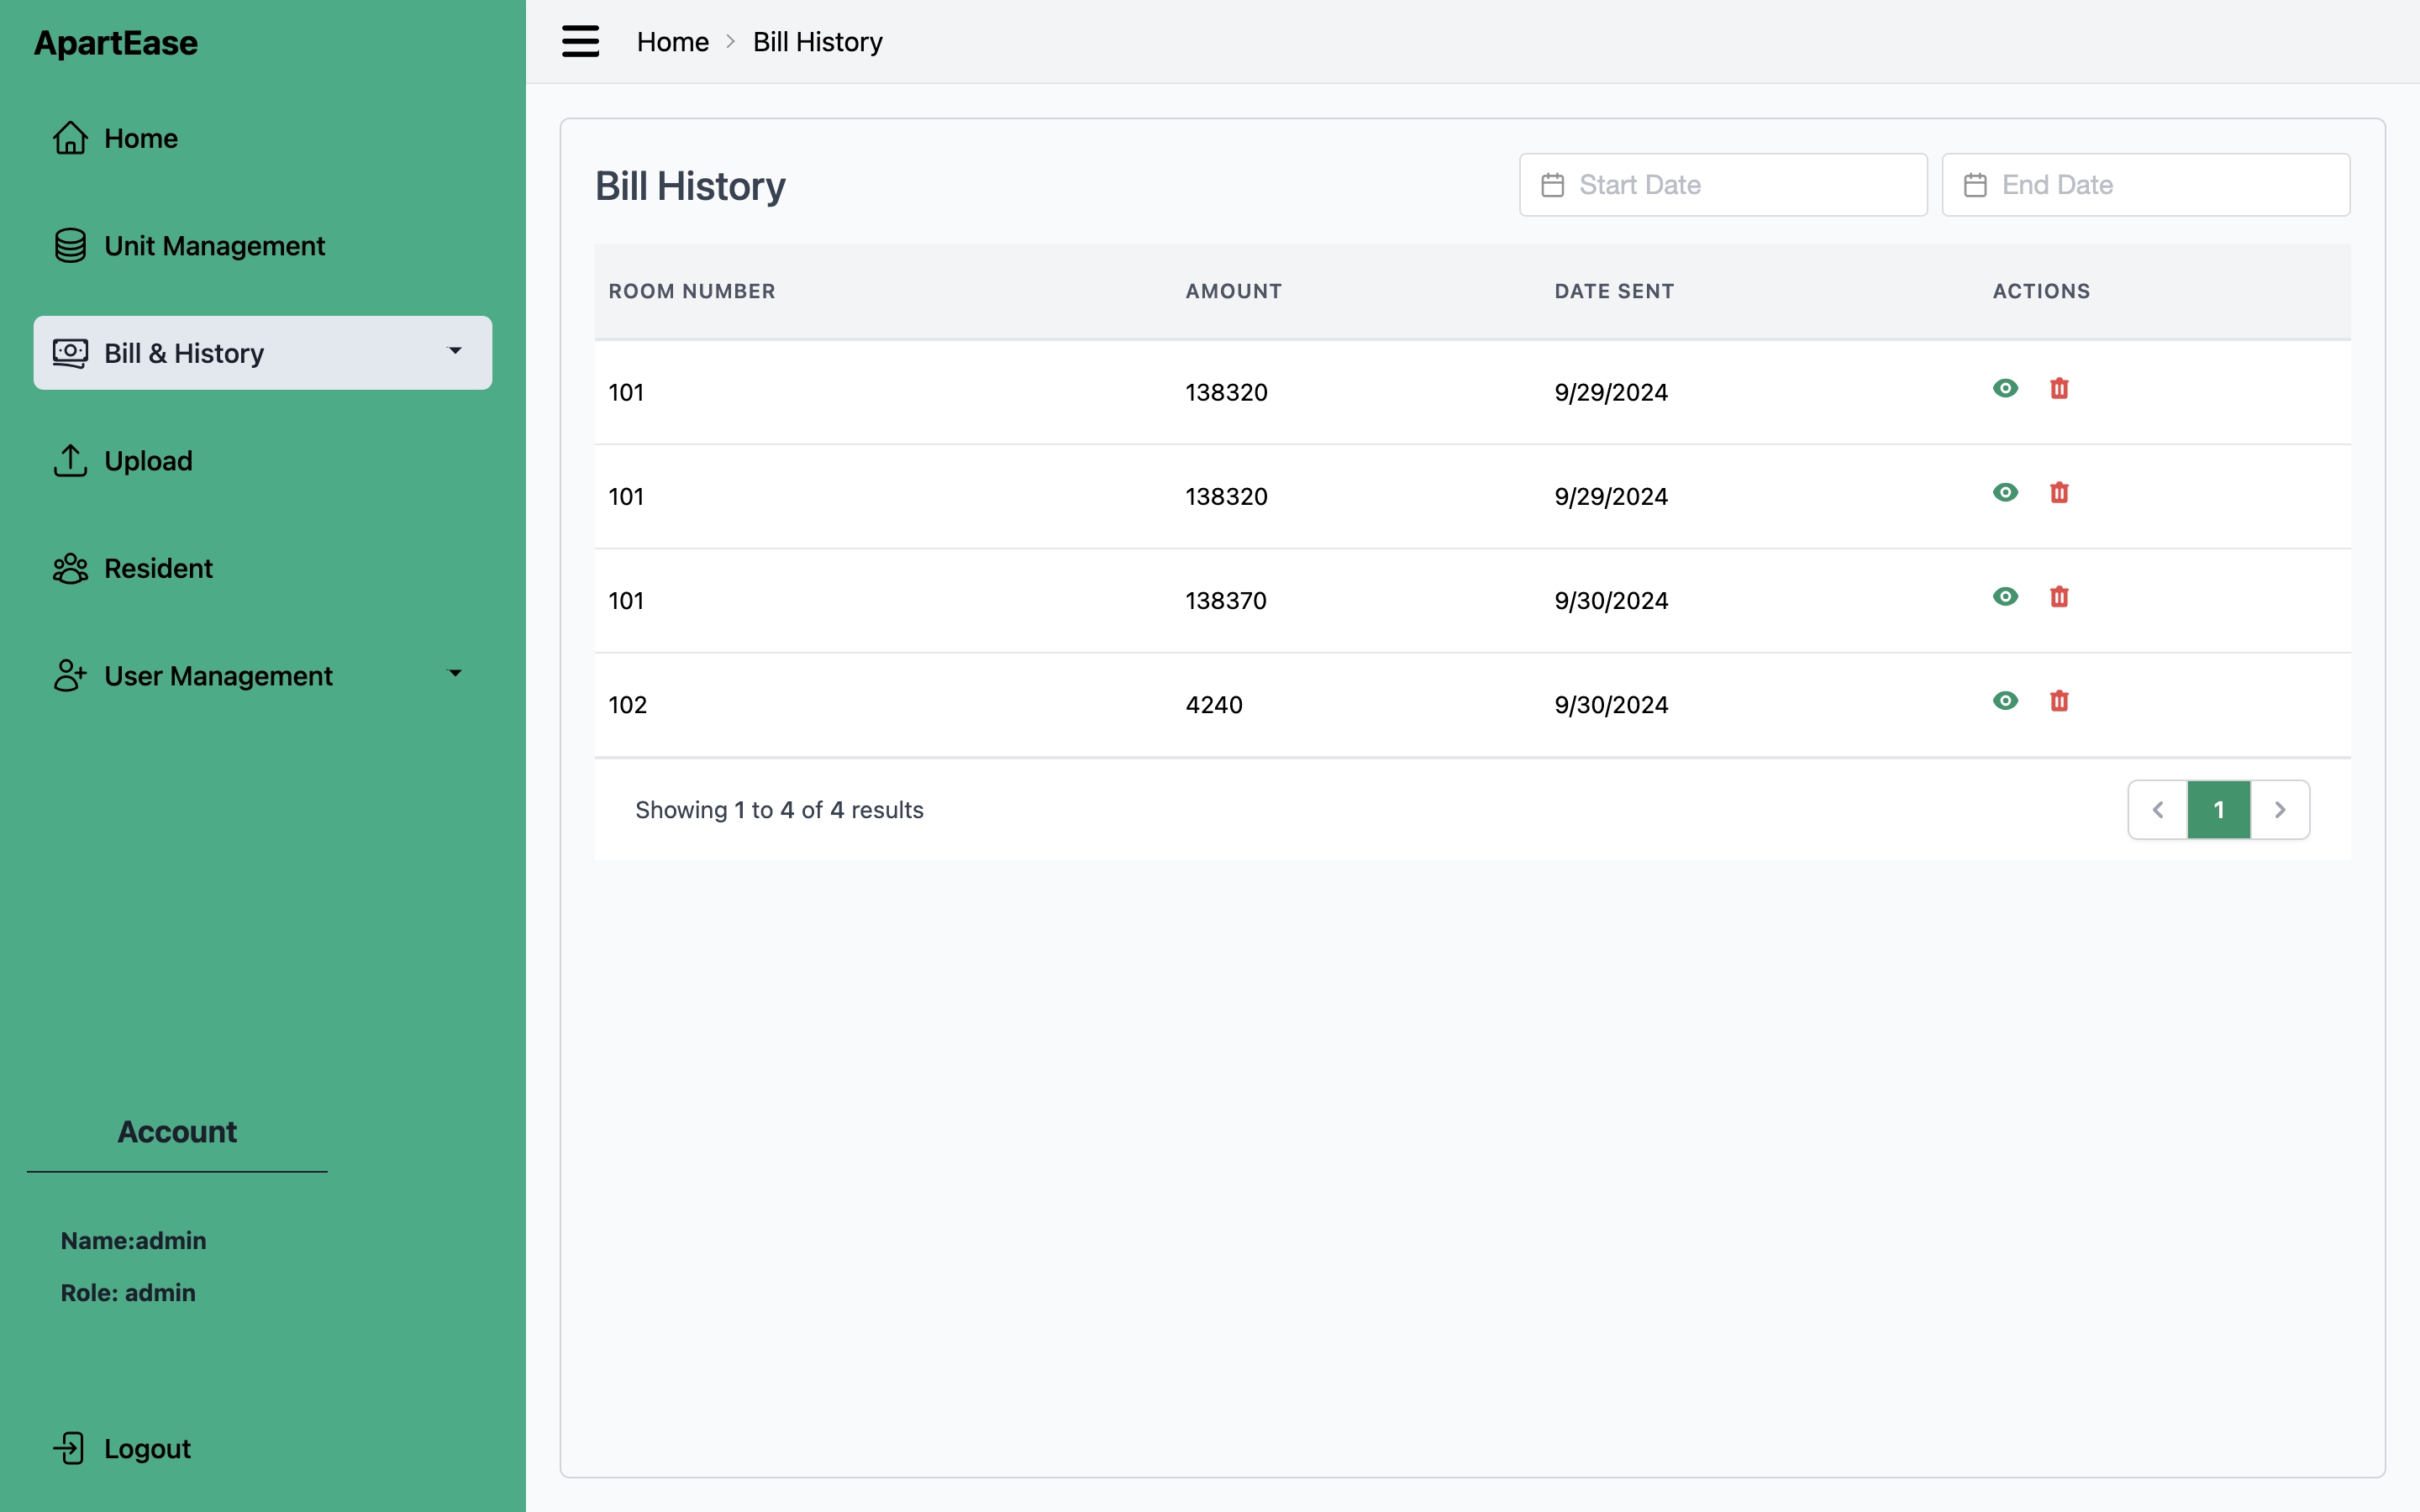 ApartEase
Home
Unit Management
Bill & History
Upload
Resident
User Management
Account
Name:admin
Role: admin
Logout
Home > Bill History
Bill History
Start Date
End Date
ROOM NUMBER AMOUNT DATE SENT ACTIONS
101 138320 9/29/2024
101 138320 9/29/2024
101 138370 9/30/2024
102 4240 9/30/2024
Showing 1 to 4 of 4 results
1